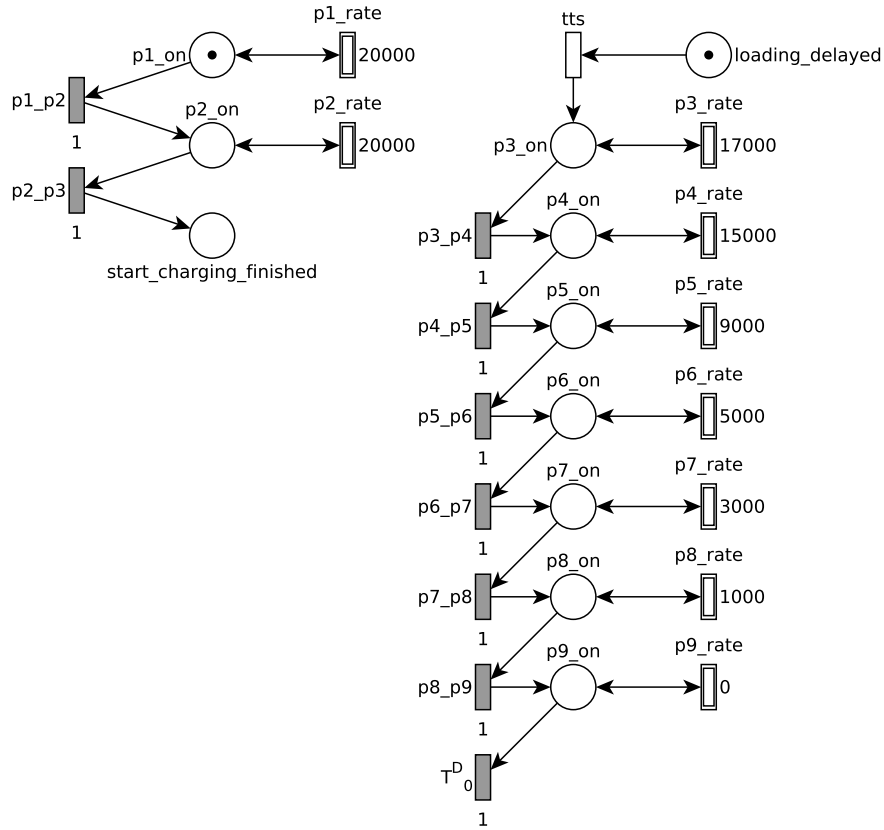 p1_rate
p1_on
20000
p1_p2
1
p2_on
p2_rate
20000
p2_p3
1
start_charging_finished
tts
loading_delayed
p3_rate
p3_on
17000
p4_rate
p4_on
p3_p4
15000
1
p5_rate
p5_on
p4_p5
9000
1
p6_rate
p6_on
p5_p6
5000
1
p7_rate
p7_on
p6_p7
3000
1
p8_rate
p8_on
p7_p8
1000
1
p9_rate
p9_on
p8_p9
0
1
T^D_0
1